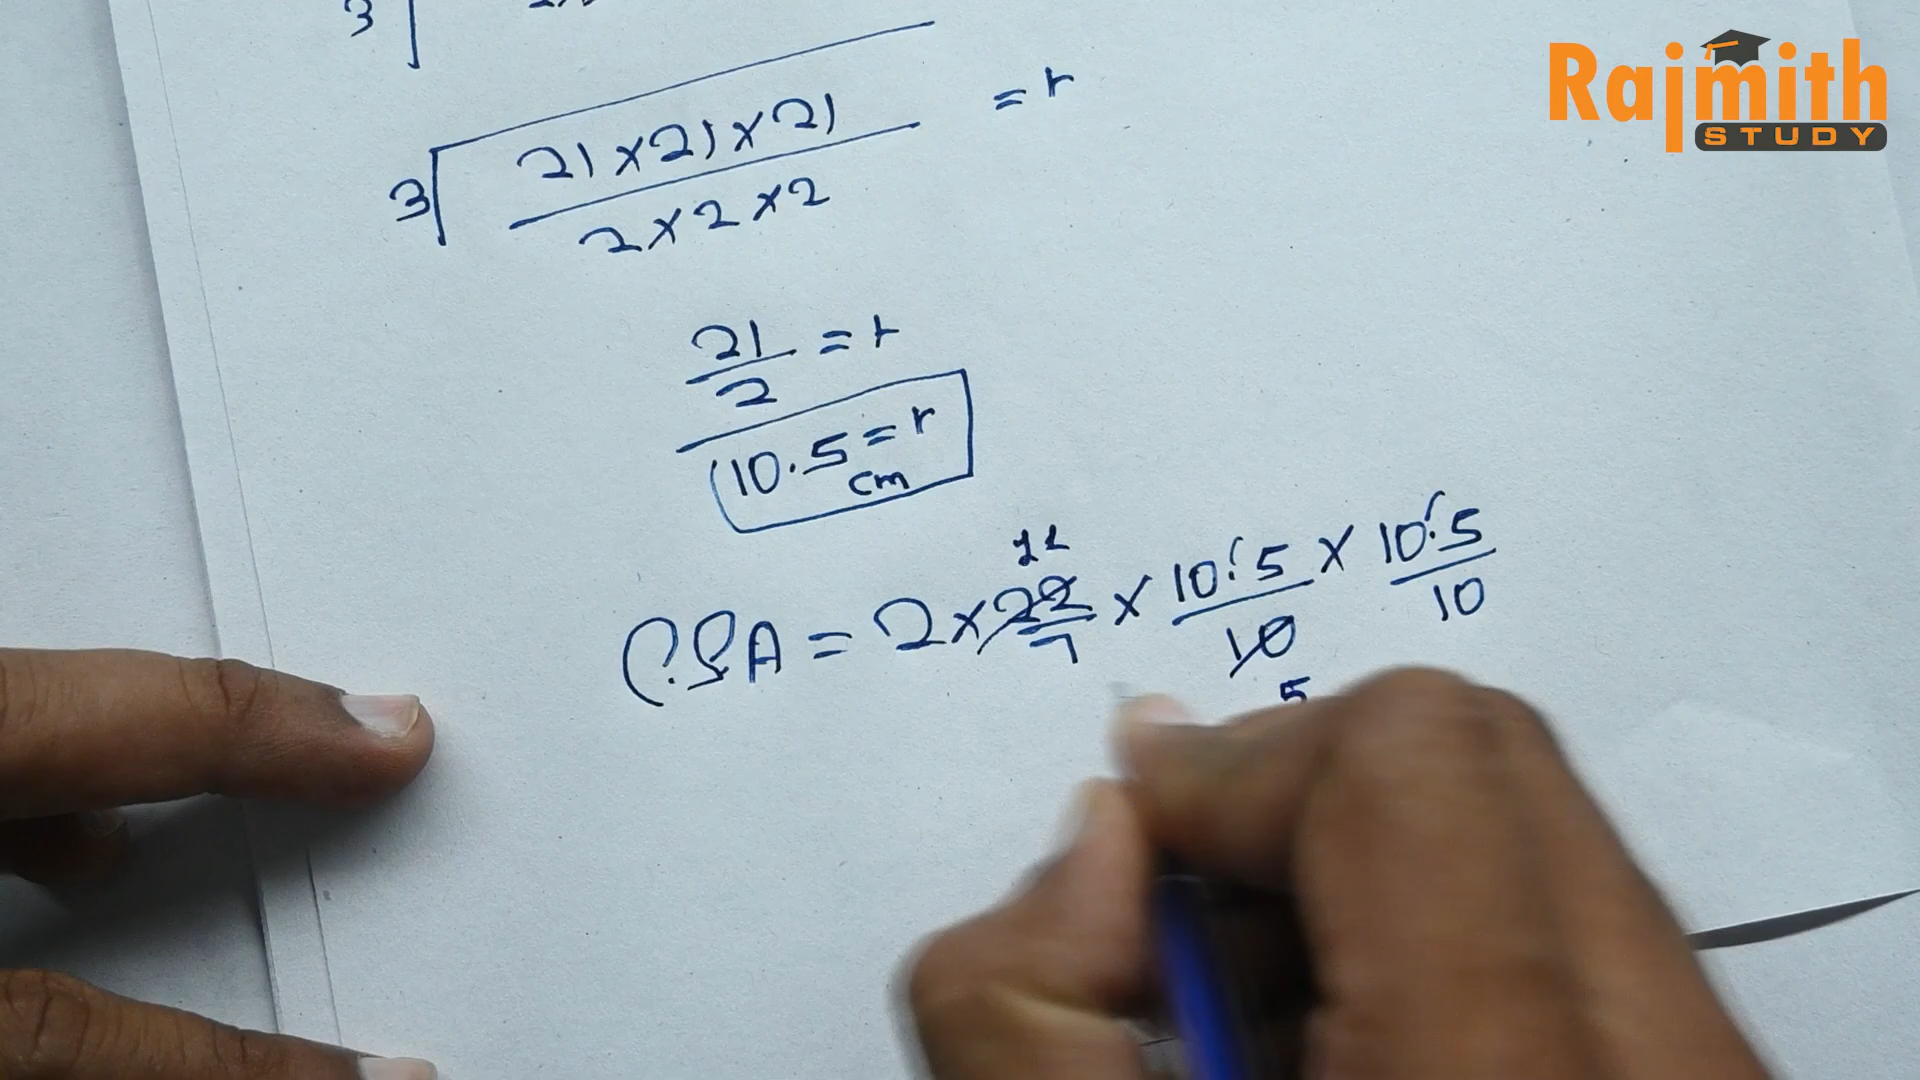 3√
3√ 21×21×21 / 2×2×2 = r
21/2 = r
10.5 = r
cm
11
C.S.A = 2 × 22/7 × 10.5/10 × 10.5/10
5
Rajmith
STUDY